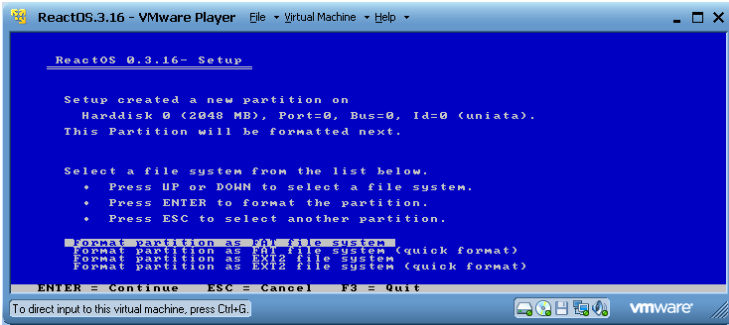 ReactOS.3.16 - VMware Player File Virtual Machine Help
ReactOS 0.3.16- Setup
Setup created a new partition on
Harddisk 0 (2048 MB), Port=0, Bus=0, Id=0 (uniata).
This Partition will be formatted next.
Select a file system from the list below.
• Press UP or DOWN to select a file system.
• Press ENTER to format the partition.
• Press ESC to select another partition.
Format partition as FAT file system
Format partition as FAT file system (quick format)
Format partition as EXT2 file system
Format partition as EXT2 file system (quick format)
ENTER = Continue ESC = Cancel F3 = Quit
To direct input to this virtual machine, press Ctrl+G.
vmware